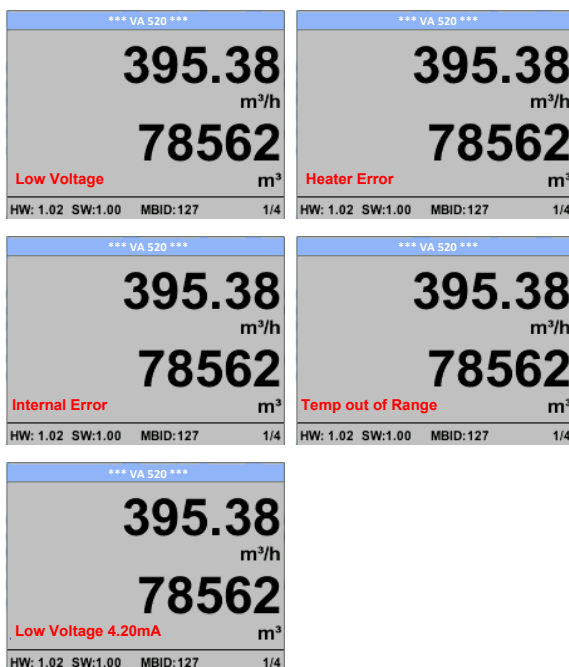 *** VA 520 ***
395.38
m³/h
78562
Low Voltage
m³
HW: 1.02 SW:1.00 MBID:127 1/4
*** VA 520 ***
395.38
m³/h
78562
Heater Error
m³
HW: 1.02 SW:1.00 MBID:127 1/4
*** VA 520 ***
395.38
m³/h
78562
Internal Error
m³
HW: 1.02 SW:1.00 MBID:127 1/4
*** VA 520 ***
395.38
m³/h
78562
Temp out of Range
m³
HW: 1.02 SW:1.00 MBID:127 1/4
*** VA 520 ***
395.38
m³/h
78562
Low Voltage 4.20mA
m³
HW: 1.02 SW:1.00 MBID:127 1/4